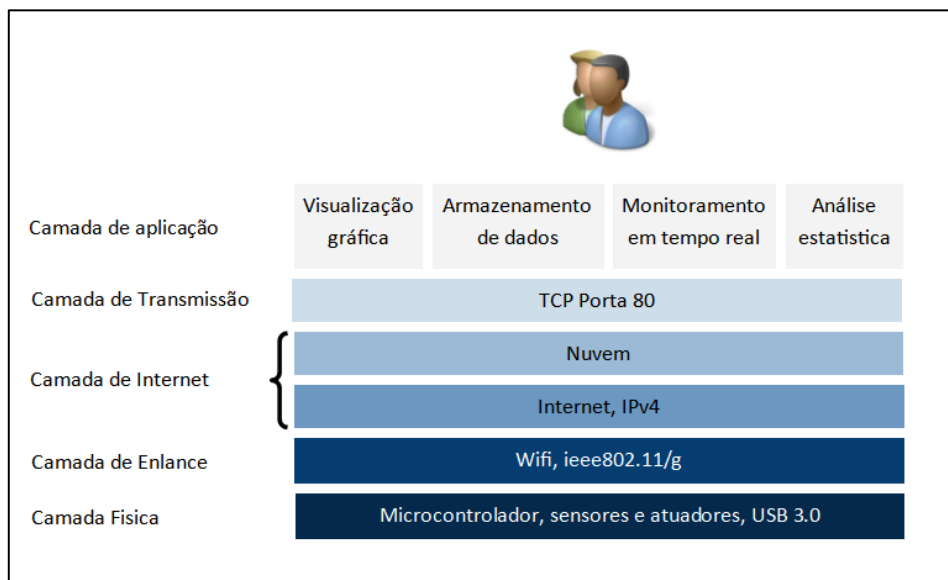 Camada de aplicação
Visualização
gráfica
Armazenamento
de dados
Monitoramento
em tempo real
Análise
estatistica
Camada de Transmissão
TCP Porta 80
Camada de Internet
Nuvem
Internet, IPv4
Camada de Enlance
Wifi, ieee802.11/g
Camada Fisica
Microcontrolador, sensores e atuadores, USB 3.0